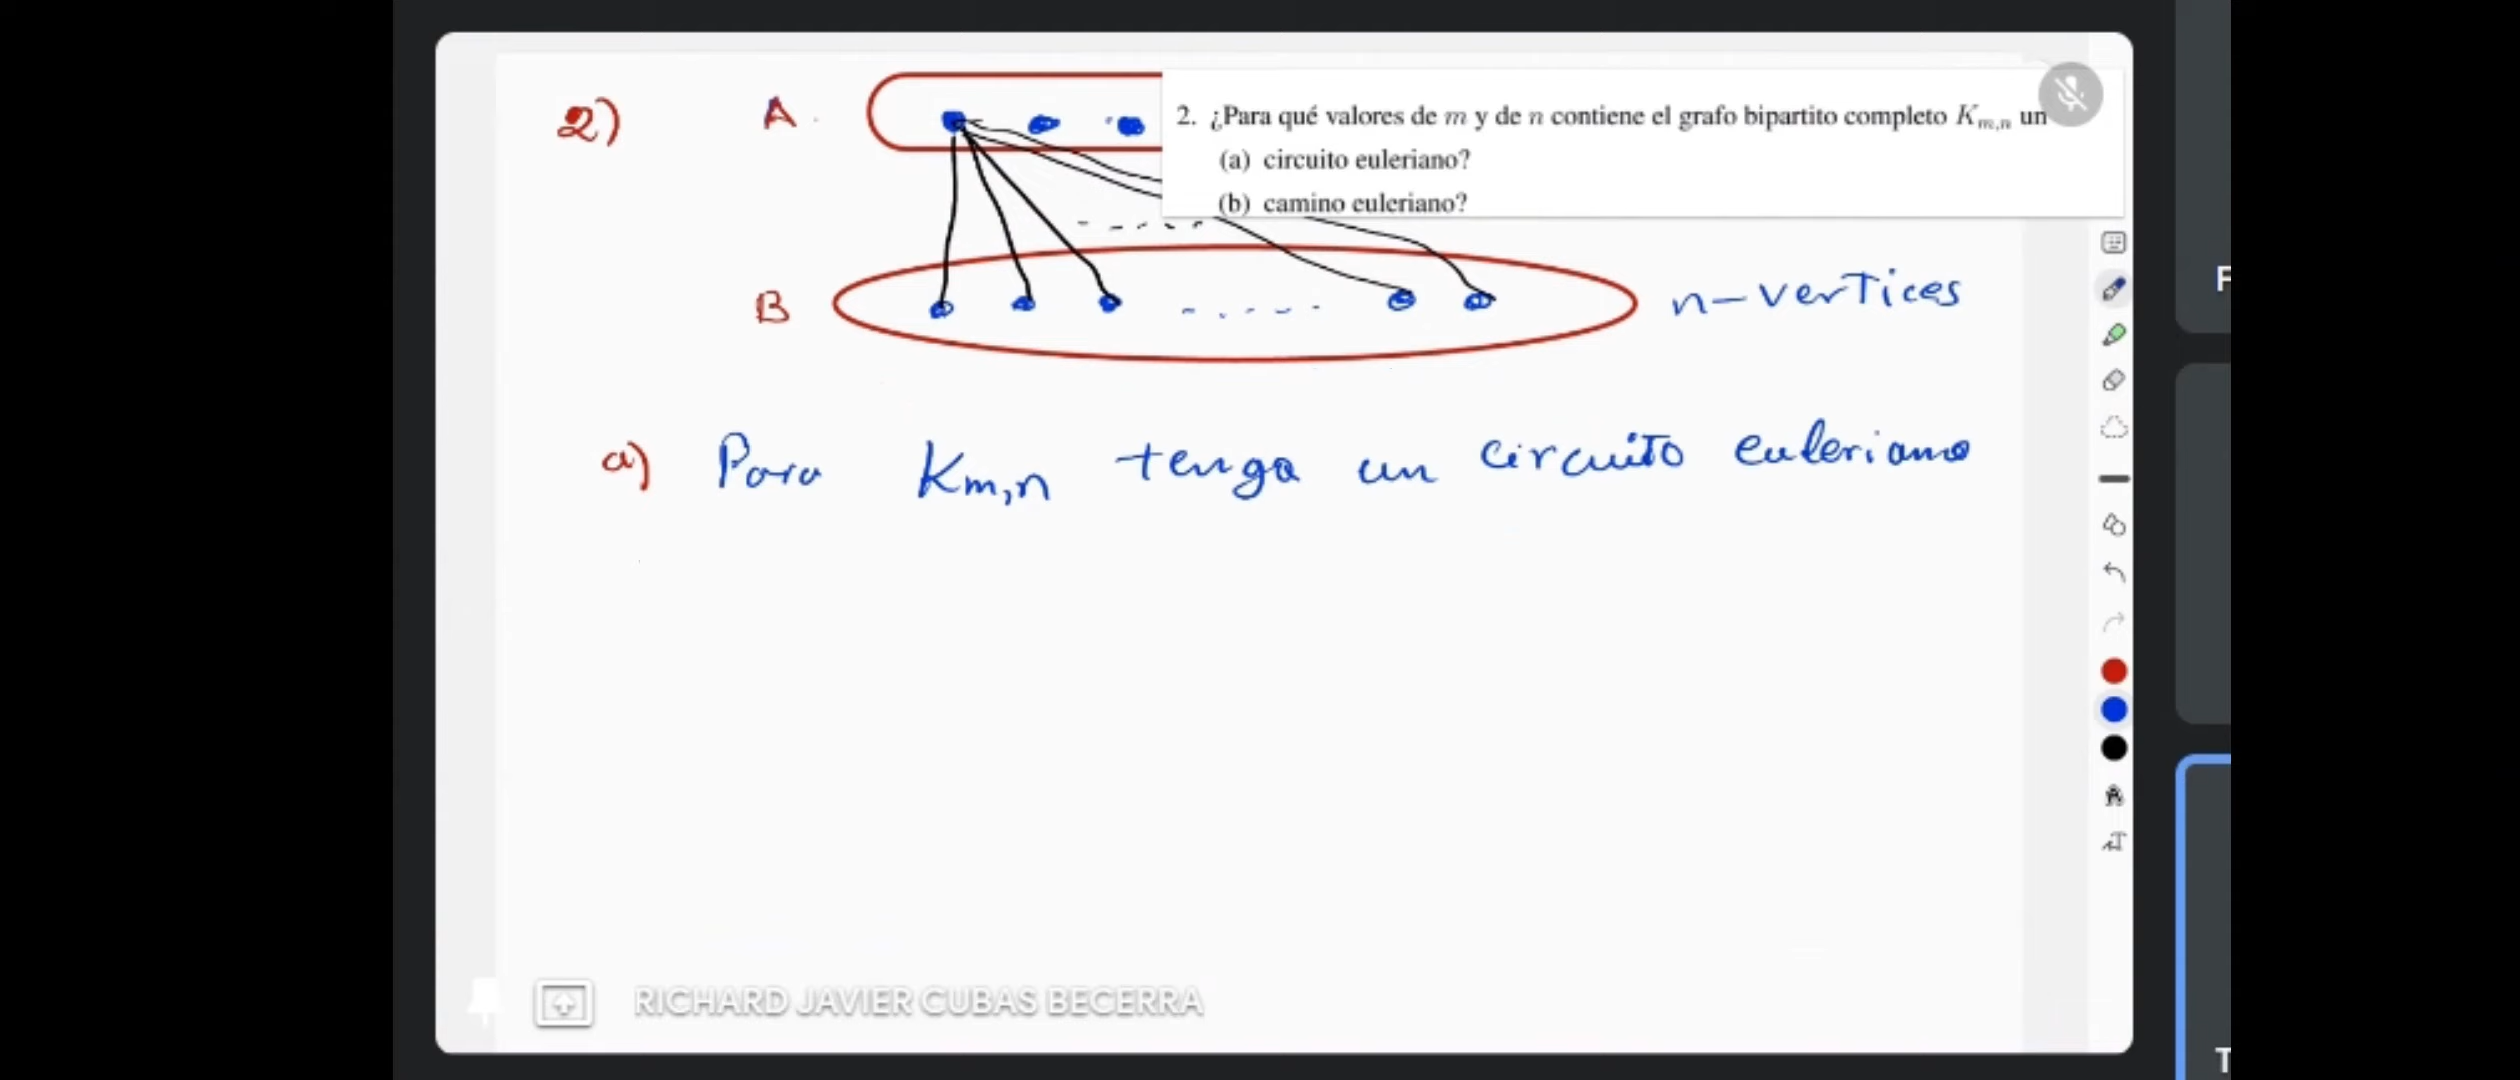 2)
A
2. ¿Para qué valores de m y de n contiene el grafo bipartito completo Km,n un
(a) circuito euleriano?
(b) camino euleriano?
B
n-vertices
a) Para Km,n tenga un circuito euleriano
RICHARD JAVIER CUBAS BECERRA
F
T